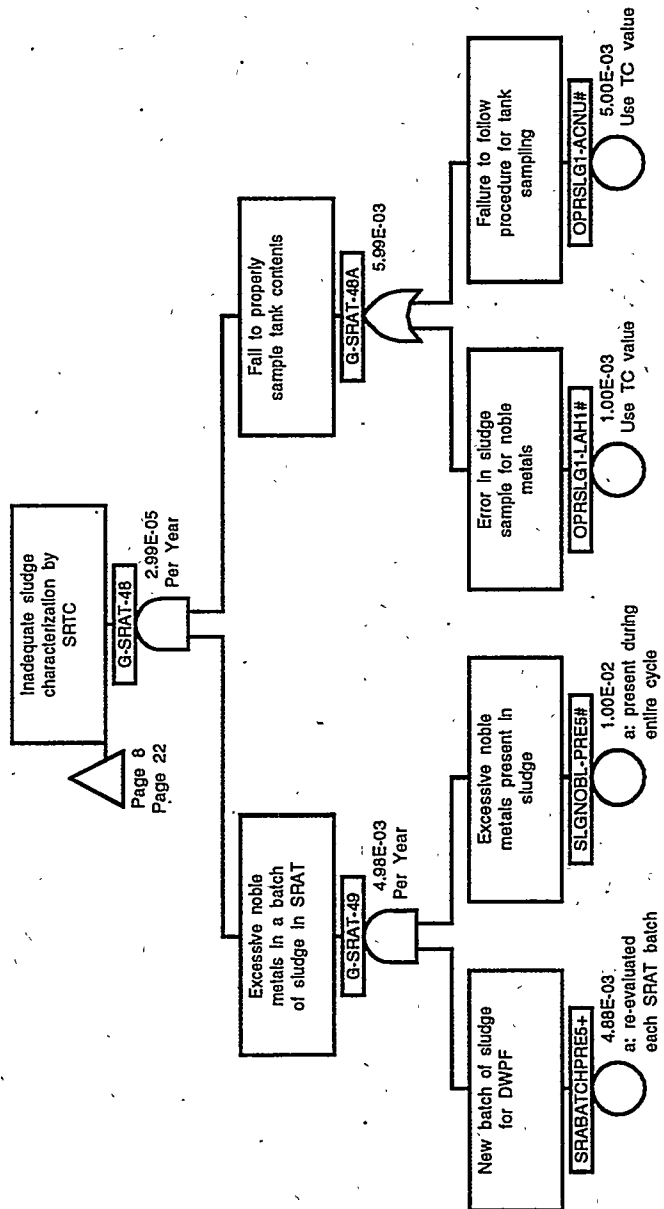 Inadequate sludge
characterization by
SRTC
G-SRAT-48
2.99E-05
Per Year
Page 8
Page 22
Excessive noble
metals in a batch
of sludge in SRAT
G-SRAT-49
4.98E-03
Per Year
Fail to properly
sample tank contents
G-SRAT-48A
5.99E-03
New batch of sludge
for DWPF
SRABATCHPRE5+
4.88E-03
a: re-evaluated
each SRAT batch
Excessive noble
metals present in
sludge
SLGNOBL-PRE5#
1.00E-02
a: present during
entire cycle
Error in sludge
sample for noble
metals
OPRSLG1-LAH1#
1.00E-03
Use TC value
Failure to follow
procedure for tank
sampling
OPRSLG1-ACNU#
5.00E-03
Use TC value